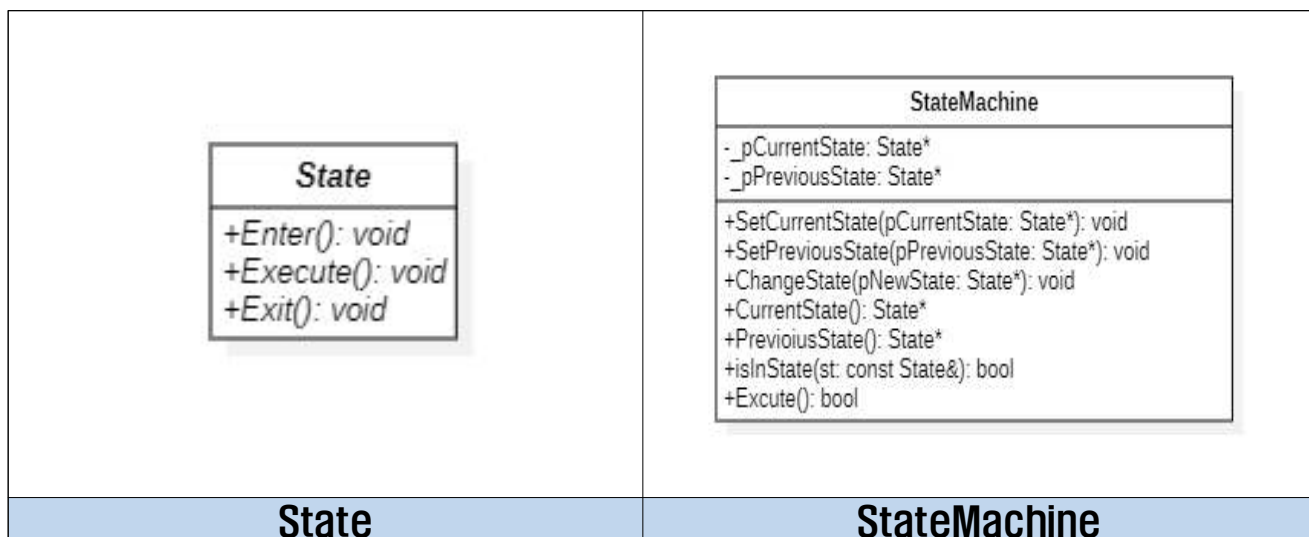 State
+Enter(): void
+Execute(): void
+Exit(): void
StateMachine
-_pCurrentState: State*
-_pPreviousState: State*
+SetCurrentState(pCurrentState: State*): void
+SetPreviousState(pPreviousState: State*): void
+ChangeState(pNewState: State*): void
+CurrentState(): State*
+PrevioiusState(): State*
+isInState(st: const State&): bool
+Excute(): bool
State
StateMachine